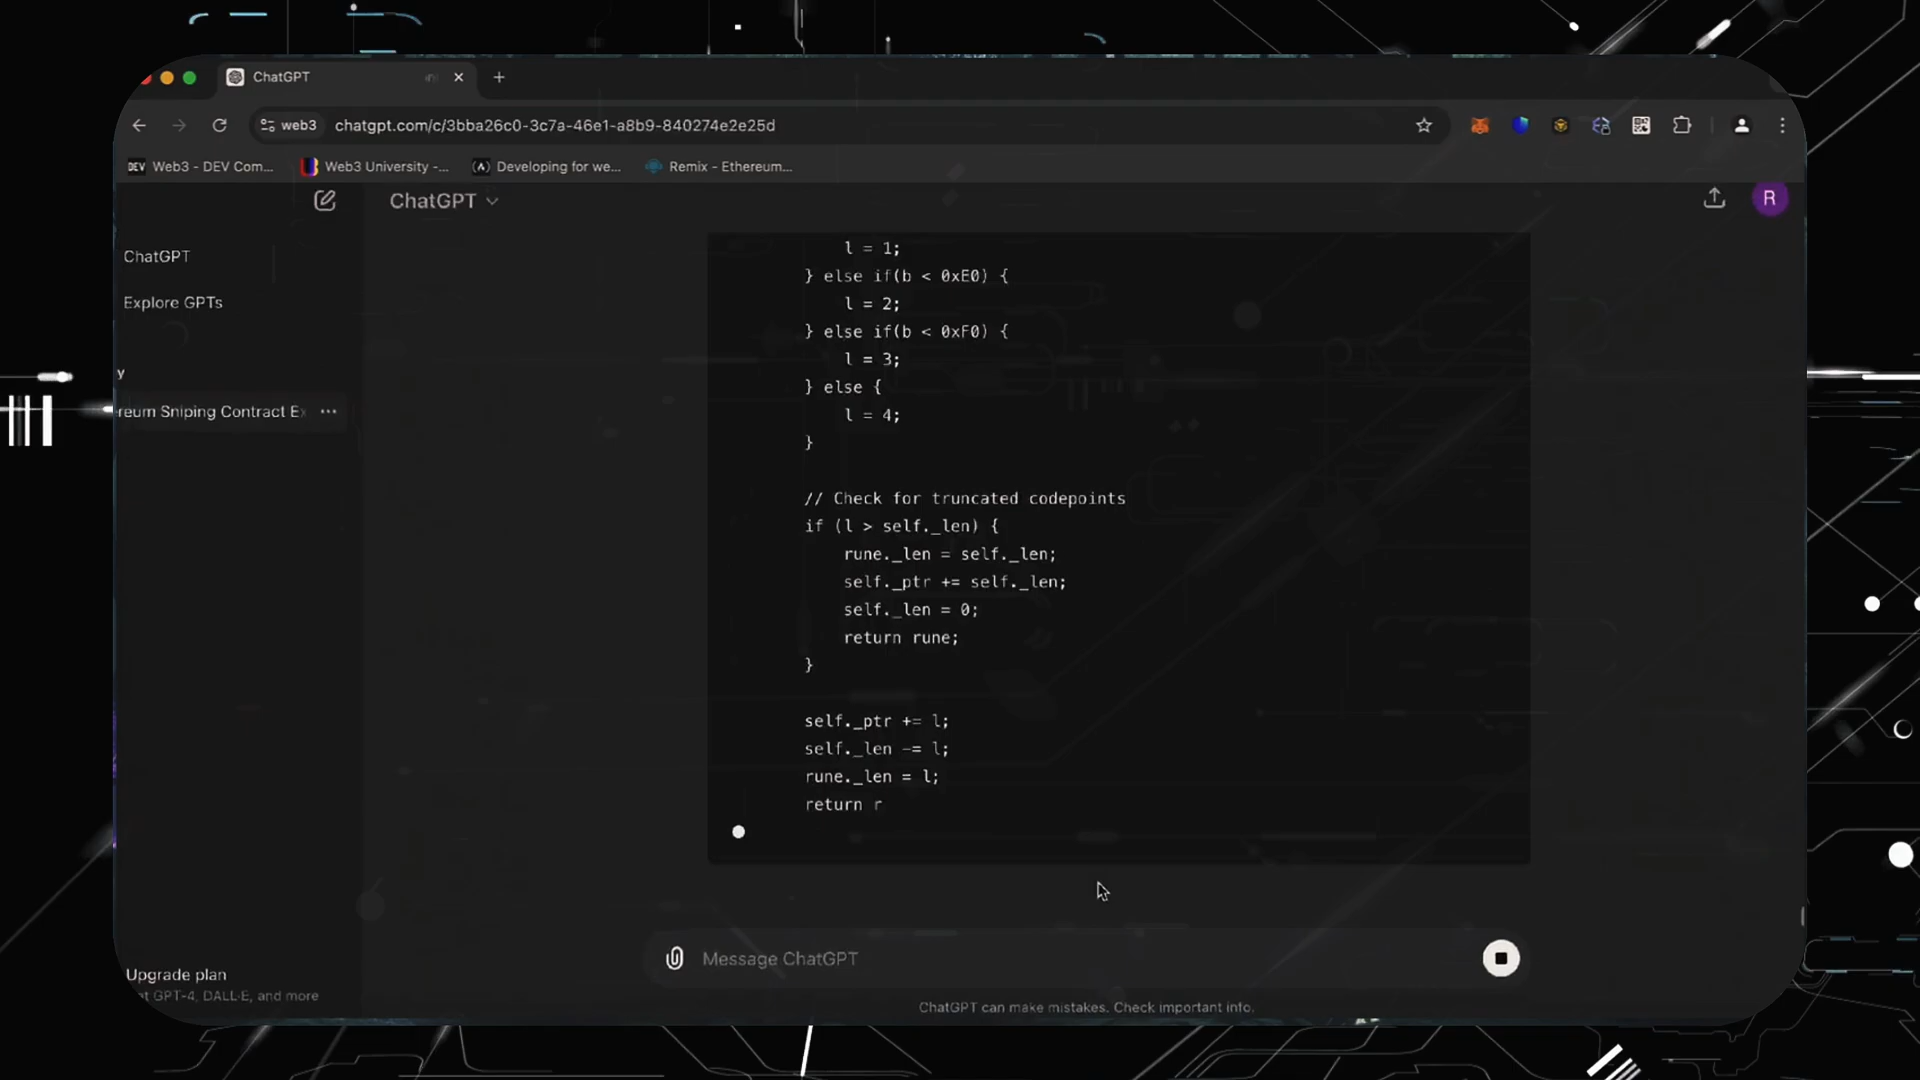 ChatGPT
web3
chatgpt.com/c/3bba26c0-3c7a-46e1-a8b9-840274e2e25d
DEV Web3 - DEV Com...
Web3 University -...
Developing for we...
Remix - Ethereum...
ChatGPT
R
ChatGPT
Explore GPTs
y
reum Sniping Contract Ex
l = 1;
} else if(b < 0xE0) {
l = 2;
} else if(b < 0xF0) {
l = 3;
} else {
l = 4;
}
// Check for truncated codepoints
if (l > self._len) {
rune._len = self._len;
self._ptr += self._len;
self._len = 0;
return rune;
}
self._ptr += l;
self._len -= l;
rune._len = l;
return r
Message ChatGPT
Upgrade plan
t GPT-4, DALL·E, and more
ChatGPT can make mistakes. Check important info.